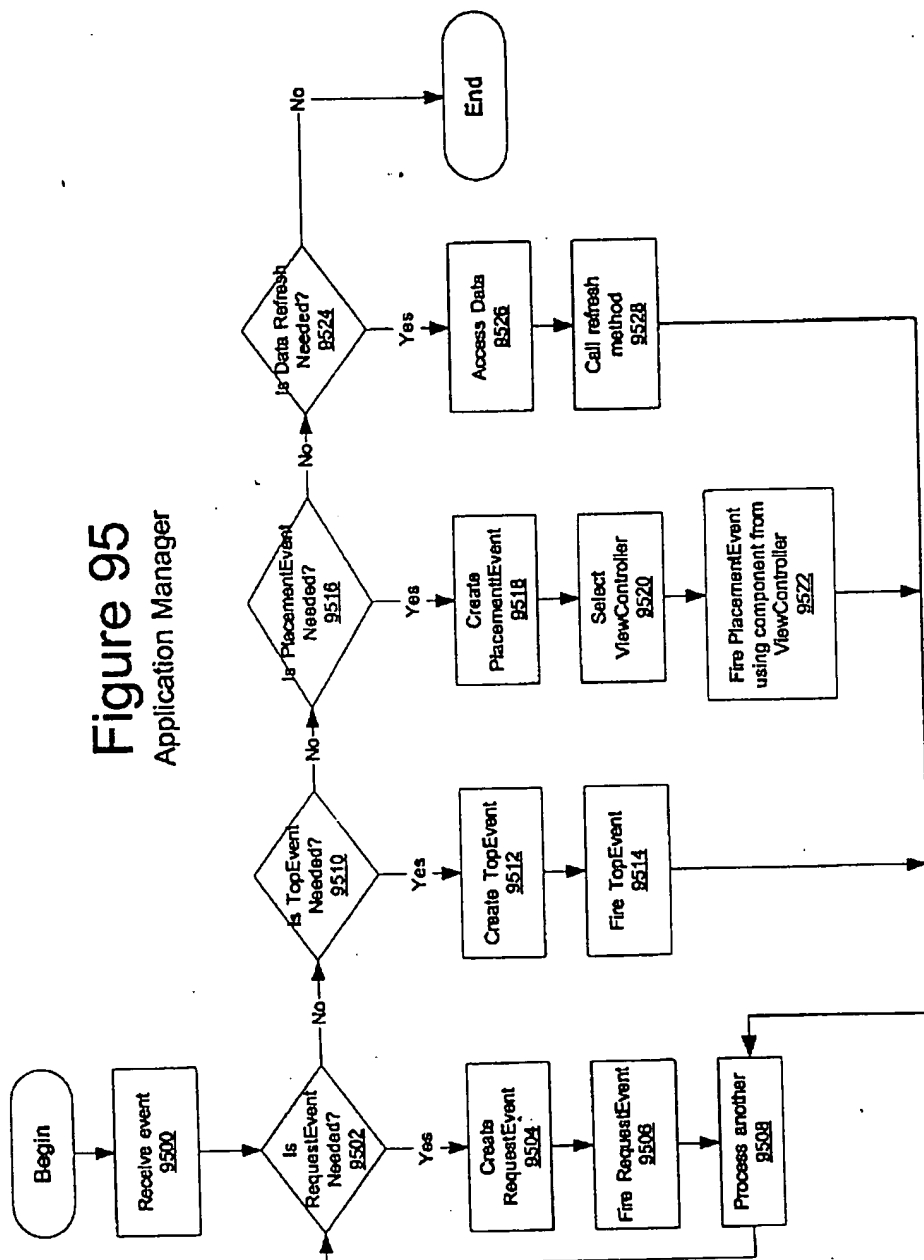 Figure 95
Application Manager
Begin
Receive event
9500
Is
RequestEvent
Needed?
9502
No
Yes
Create
RequestEvent
9504
Fire RequestEvent
9506
Process another
9508
Is TopEvent
Needed?
9510
No
Yes
Create TopEvent
9512
Fire TopEvent
9514
Is PlacementEvent
Needed?
9516
No
Yes
Create
PlacementtEvent
9518
Select
ViewController
9520
Fire PlacementEvent
using component from
ViewController
9522
Is Data Refresh
Needed?
9524
No
Yes
Access Data
9526
Call refresh
method
9528
End